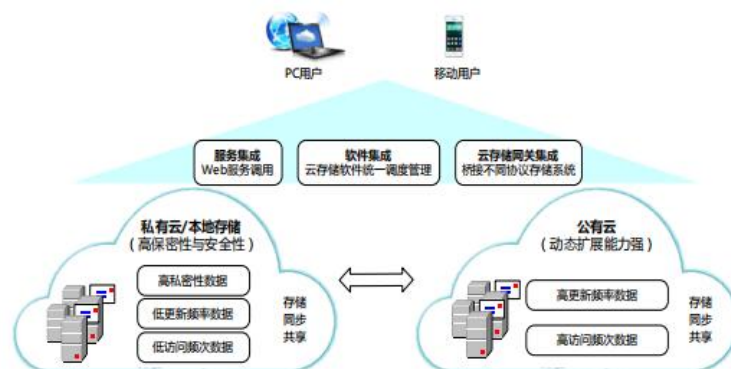 PC用户
移动用户
服务集成
Web服务调用
软件集成
云存储软件统一调度管理
云存储网关集成
桥接不同协议存储系统
私有云/本地存储
（高保密性与安全性）
高私密性数据
低更新频率数据
低访问频次数据
存储
同步
共享
公有云
（动态扩展能力强）
高更新频率数据
高访问频次数据
存储
同步
共享